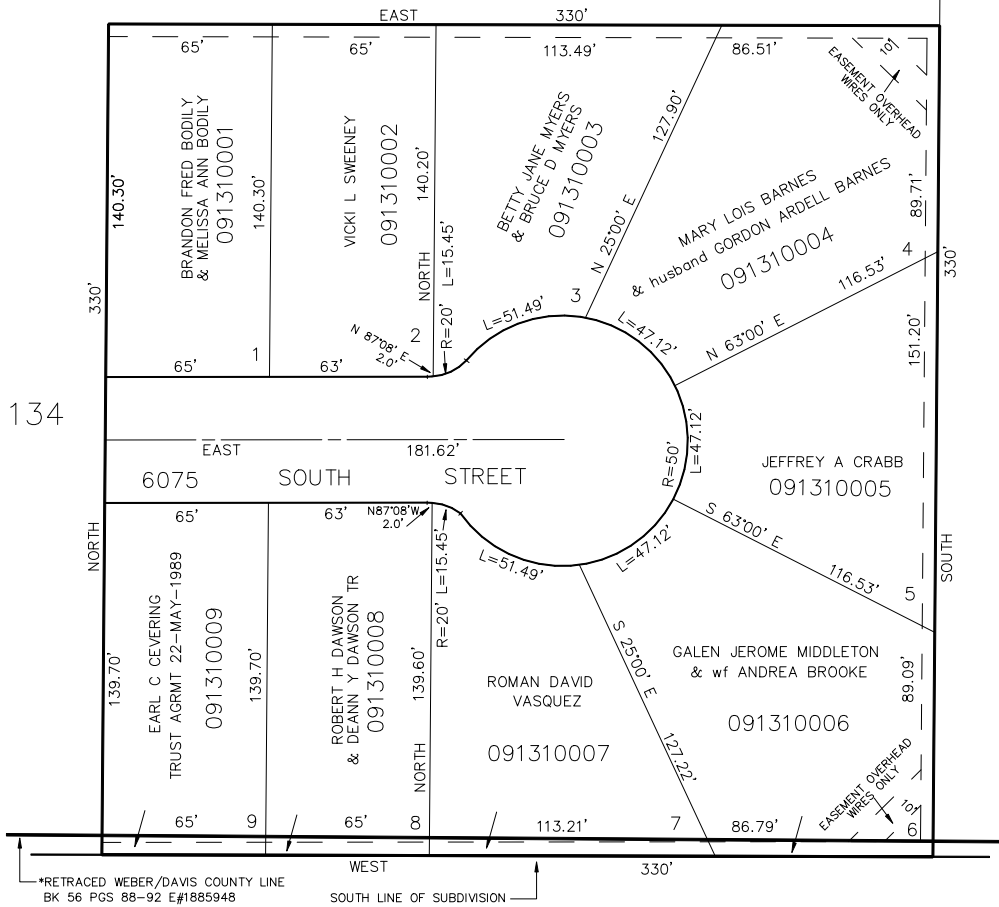 EAST 330'
65' 65' 113.49' 86.51'
10'
EASEMENT OVERHEAD
WIRES ONLY
140.30'
BRANDON FRED BODILY
& MELISSA ANN BODILY
091310001
140.30'
VICKI L SWEENEY
091310002
140.20'
NORTH
BETTY JANE MYERS
& BRUCE D MYERS
091310003
127.90'
N 25°00' E
MARY LOIS BARNES
& husband GORDON ARDELL BARNES
091310004
89.71'
4
330'
116.53'
N 63°00' E
330'
L=15.45'
R=20'
L=51.49'
3
L=47.12'
N 87°08' E
2.0'
2
1
65' 63'
151.20'
134
EAST 181.62'
6075 SOUTH STREET
R=50'
L=47.12'
JEFFREY A CRABB
091310005
65' 63'
N87°08'W
2.0'
S 63°00' E
116.53'
5
L=51.49'
L=47.12'
L=15.45'
R=20'
NORTH
SOUTH
139.70'
EARL C CEVERING
TRUST AGRMT 22-MAY-1989
091310009
139.70'
ROBERT H DAWSON
& DEANN Y DAWSON TR
091310008
139.60'
NORTH
ROMAN DAVID
VASQUEZ
091310007
S 25°00' E
127.22'
GALEN JEROME MIDDLETON
& wf ANDREA BROOKE
091310006
89.09'
EASEMENT OVERHEAD
WIRES ONLY
10'
65' 9 65' 8 113.21' 7 86.79' 6
WEST 330'
*RETRACED WEBER/DAVIS COUNTY LINE
BK 56 PGS 88-92 E#1885948
SOUTH LINE OF SUBDIVISION